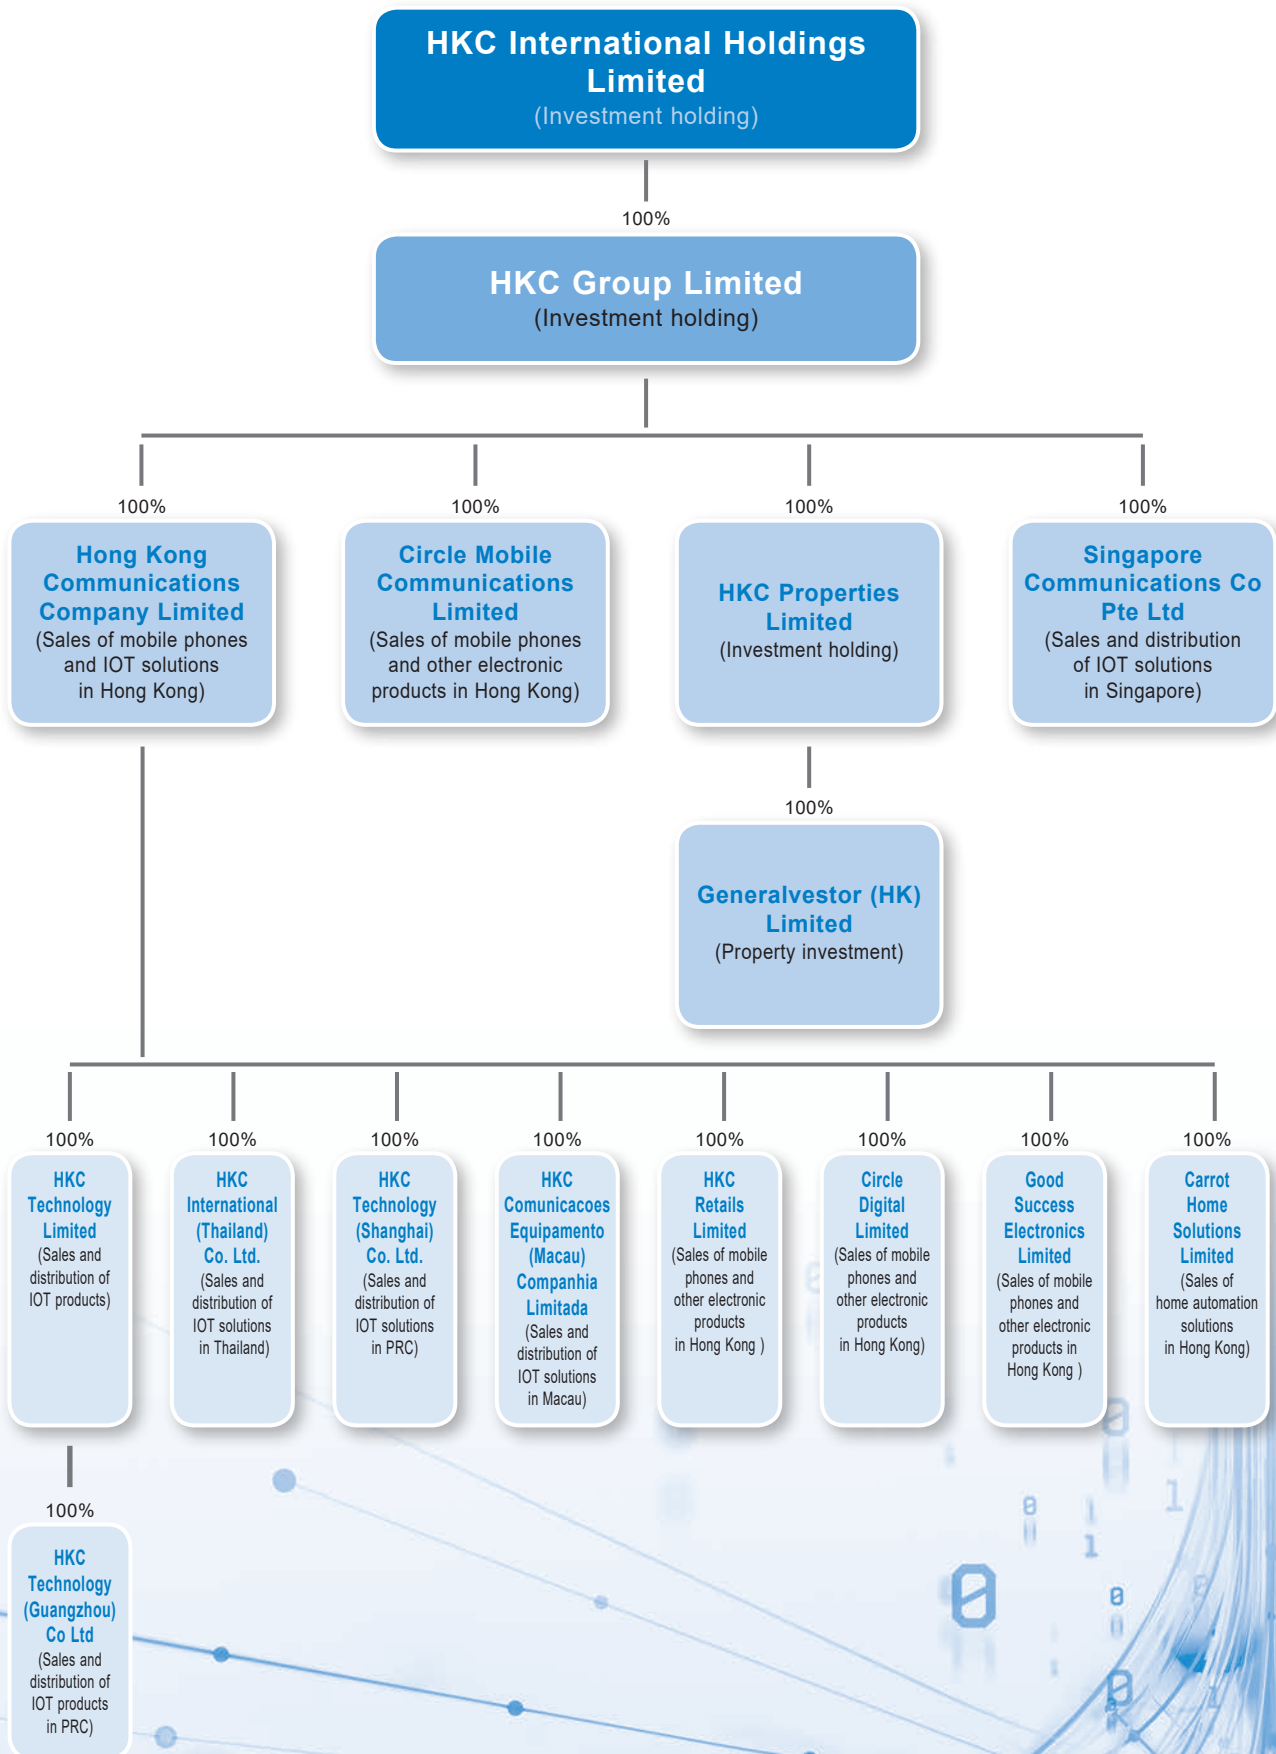 HKC International Holdings
Limited
(Investment holding)
100%
HKC Group Limited
(Investment holding)
100%
100%
100%
100%
Hong Kong
Communications
Company Limited
(Sales of mobile phones
and IOT solutions
in Hong Kong)
Circle Mobile
Communications
Limited
(Sales of mobile phones
and other electronic
products in Hong Kong)
HKC Properties
Limited
(Investment holding)
Singapore
Communications Co
Pte Ltd
(Sales and distribution
of IOT solutions
in Singapore)
100%
Generalvestor (HK)
Limited
(Property investment)
100%
100%
100%
100%
100%
100%
100%
100%
HKC
Technology
Limited
(Sales and
distribution of
IOT products)
HKC
International
(Thailand)
Co. Ltd.
(Sales and
distribution of
IOT solutions
in Thailand)
HKC
Technology
(Shanghai)
Co. Ltd.
(Sales and
distribution of
IOT solutions
in PRC)
HKC
Comunicacoes
Equipamento
(Macau)
Companhia
Limitada
(Sales and
distribution of
IOT solutions
in Macau)
HKC
Retails
Limited
(Sales of mobile
phones and
other electronic
products
in Hong Kong )
Circle
Digital
Limited
(Sales of mobile
phones and
other electronic
products
in Hong Kong)
Good
Success
Electronics
Limited
(Sales of mobile
phones and
other electronic
products in
Hong Kong )
Carrot
Home
Solutions
Limited
(Sales of
home automation
solutions
in Hong Kong)
100%
HKC
Technology
(Guangzhou)
Co Ltd
(Sales and
distribution of
IOT products
in PRC)